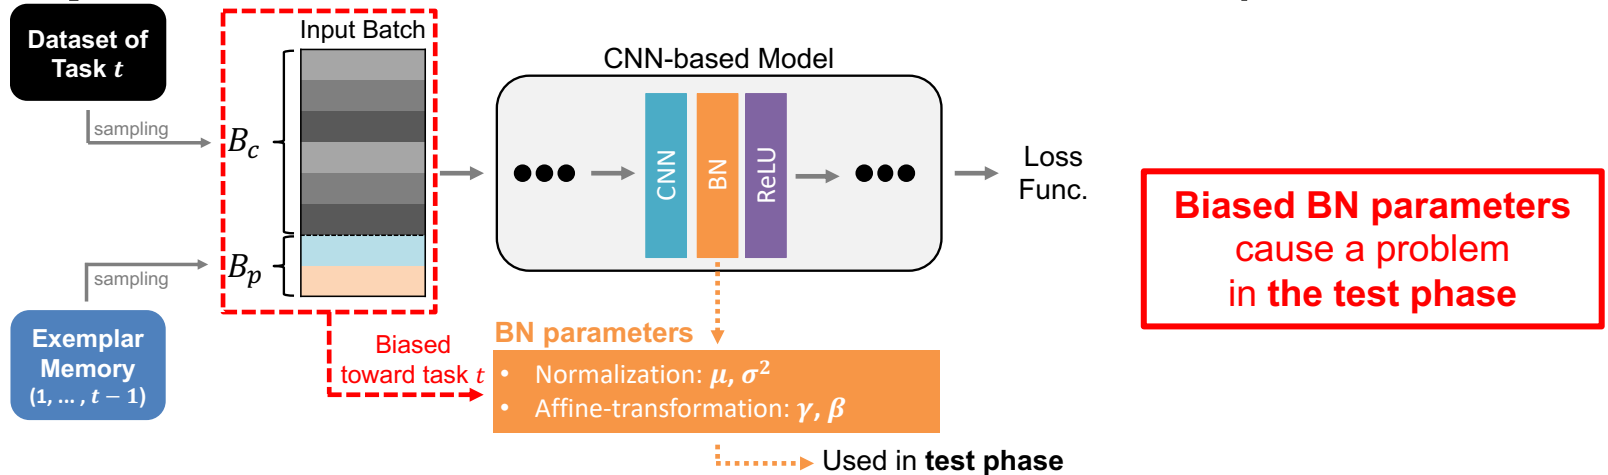 Dataset of
Task t
sampling
Input Batch
B_c
B_p
sampling
Exemplar
Memory
(1, ... , t − 1)
CNN-based Model
CNN
BN
ReLU
Loss
Func.
Biased
toward task t
BN parameters
• Normalization: μ, σ²
• Affine-transformation: γ, β
Used in test phase
Biased BN parameters
cause a problem
in the test phase